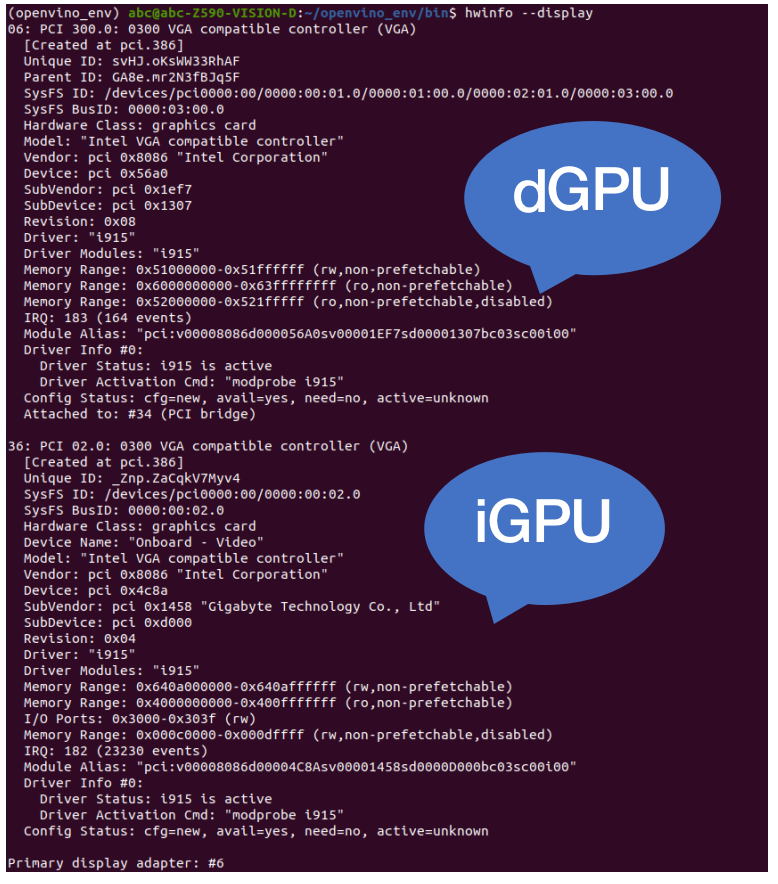 (openvino_env) abc@abc-Z590-VISION-D:~/openvino_env/bin$ hwinfo --display
06: PCI 300.0: 0300 VGA compatible controller (VGA)
[Created at pci.386]
Unique ID: svHJ.oKsWW33RhAF
Parent ID: GA8e.mr2N3fBJq5F
SysFS ID: /devices/pci0000:00/0000:00:01.0/0000:01:00.0/0000:02:01.0/0000:03:00.0
SysFS BusID: 0000:03:00.0
Hardware Class: graphics card
Model: "Intel VGA compatible controller"
Vendor: pci 0x8086 "Intel Corporation"
Device: pci 0x56a0
SubVendor: pci 0x1ef7
SubDevice: pci 0x1307
Revision: 0x08
Driver: "i915"
Driver Modules: "i915"
Memory Range: 0x51000000-0x51ffffff (rw,non-prefetchable)
Memory Range: 0x6000000000-0x63ffffffff (ro,non-prefetchable)
Memory Range: 0x52000000-0x521fffff (ro,non-prefetchable,disabled)
IRQ: 183 (164 events)
Module Alias: "pci:v00008086d000056A0sv00001EF7sd00001307bc03sc00i00"
Driver Info #0:
Driver Status: i915 is active
Driver Activation Cmd: "modprobe i915"
Config Status: cfg=new, avail=yes, need=no, active=unknown
Attached to: #34 (PCI bridge)
dGPU
36: PCI 02.0: 0300 VGA compatible controller (VGA)
[Created at pci.386]
Unique ID: _Znp.ZaCqkV7Myv4
SysFS ID: /devices/pci0000:00/0000:00:02.0
SysFS BusID: 0000:00:02.0
Hardware Class: graphics card
Device Name: "Onboard - Video"
Model: "Intel VGA compatible controller"
Vendor: pci 0x8086 "Intel Corporation"
Device: pci 0x4c8a
SubVendor: pci 0x1458 "Gigabyte Technology Co., Ltd"
SubDevice: pci 0xd000
Revision: 0x04
Driver: "i915"
Driver Modules: "i915"
Memory Range: 0x640a000000-0x640affffff (rw,non-prefetchable)
Memory Range: 0x4000000000-0x400fffffff (ro,non-prefetchable)
I/O Ports: 0x3000-0x303f (rw)
Memory Range: 0x000c0000-0x000dffff (rw,non-prefetchable,disabled)
IRQ: 182 (23230 events)
Module Alias: "pci:v00008086d00004C8Asv00001458sd0000D000bc03sc00i00"
Driver Info #0:
Driver Status: i915 is active
Driver Activation Cmd: "modprobe i915"
Config Status: cfg=new, avail=yes, need=no, active=unknown
iGPU
Primary display adapter: #6